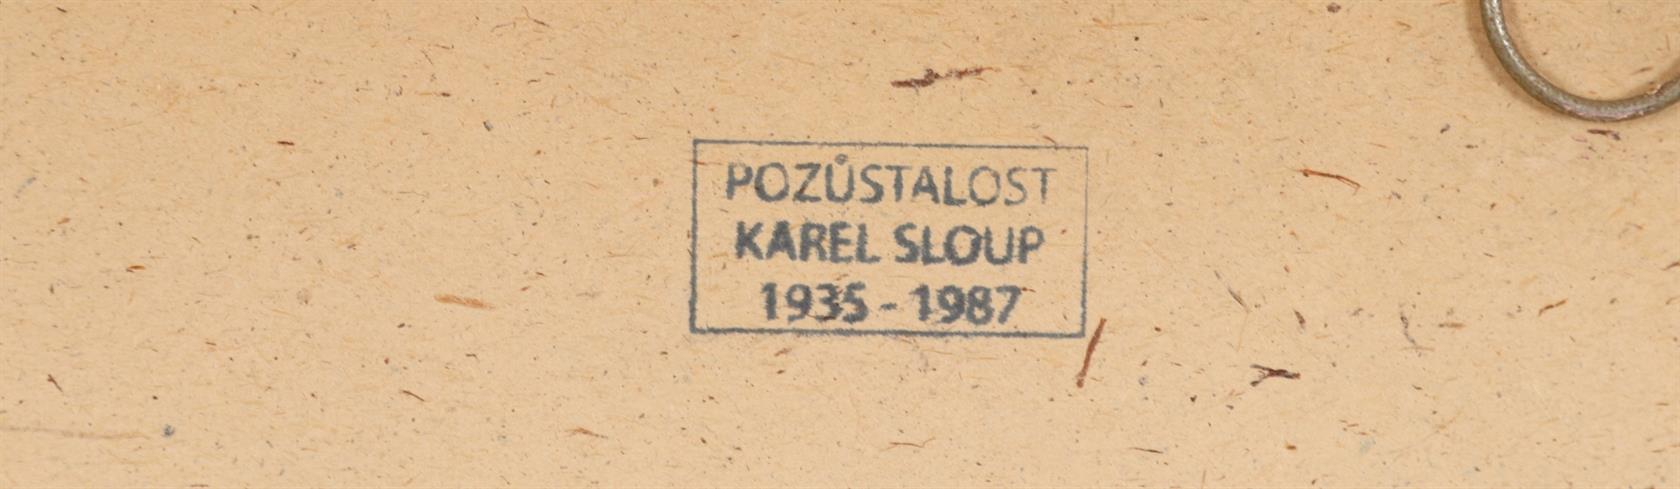 POZŮSTALOST
KAREL SLOUP
1935 - 1987